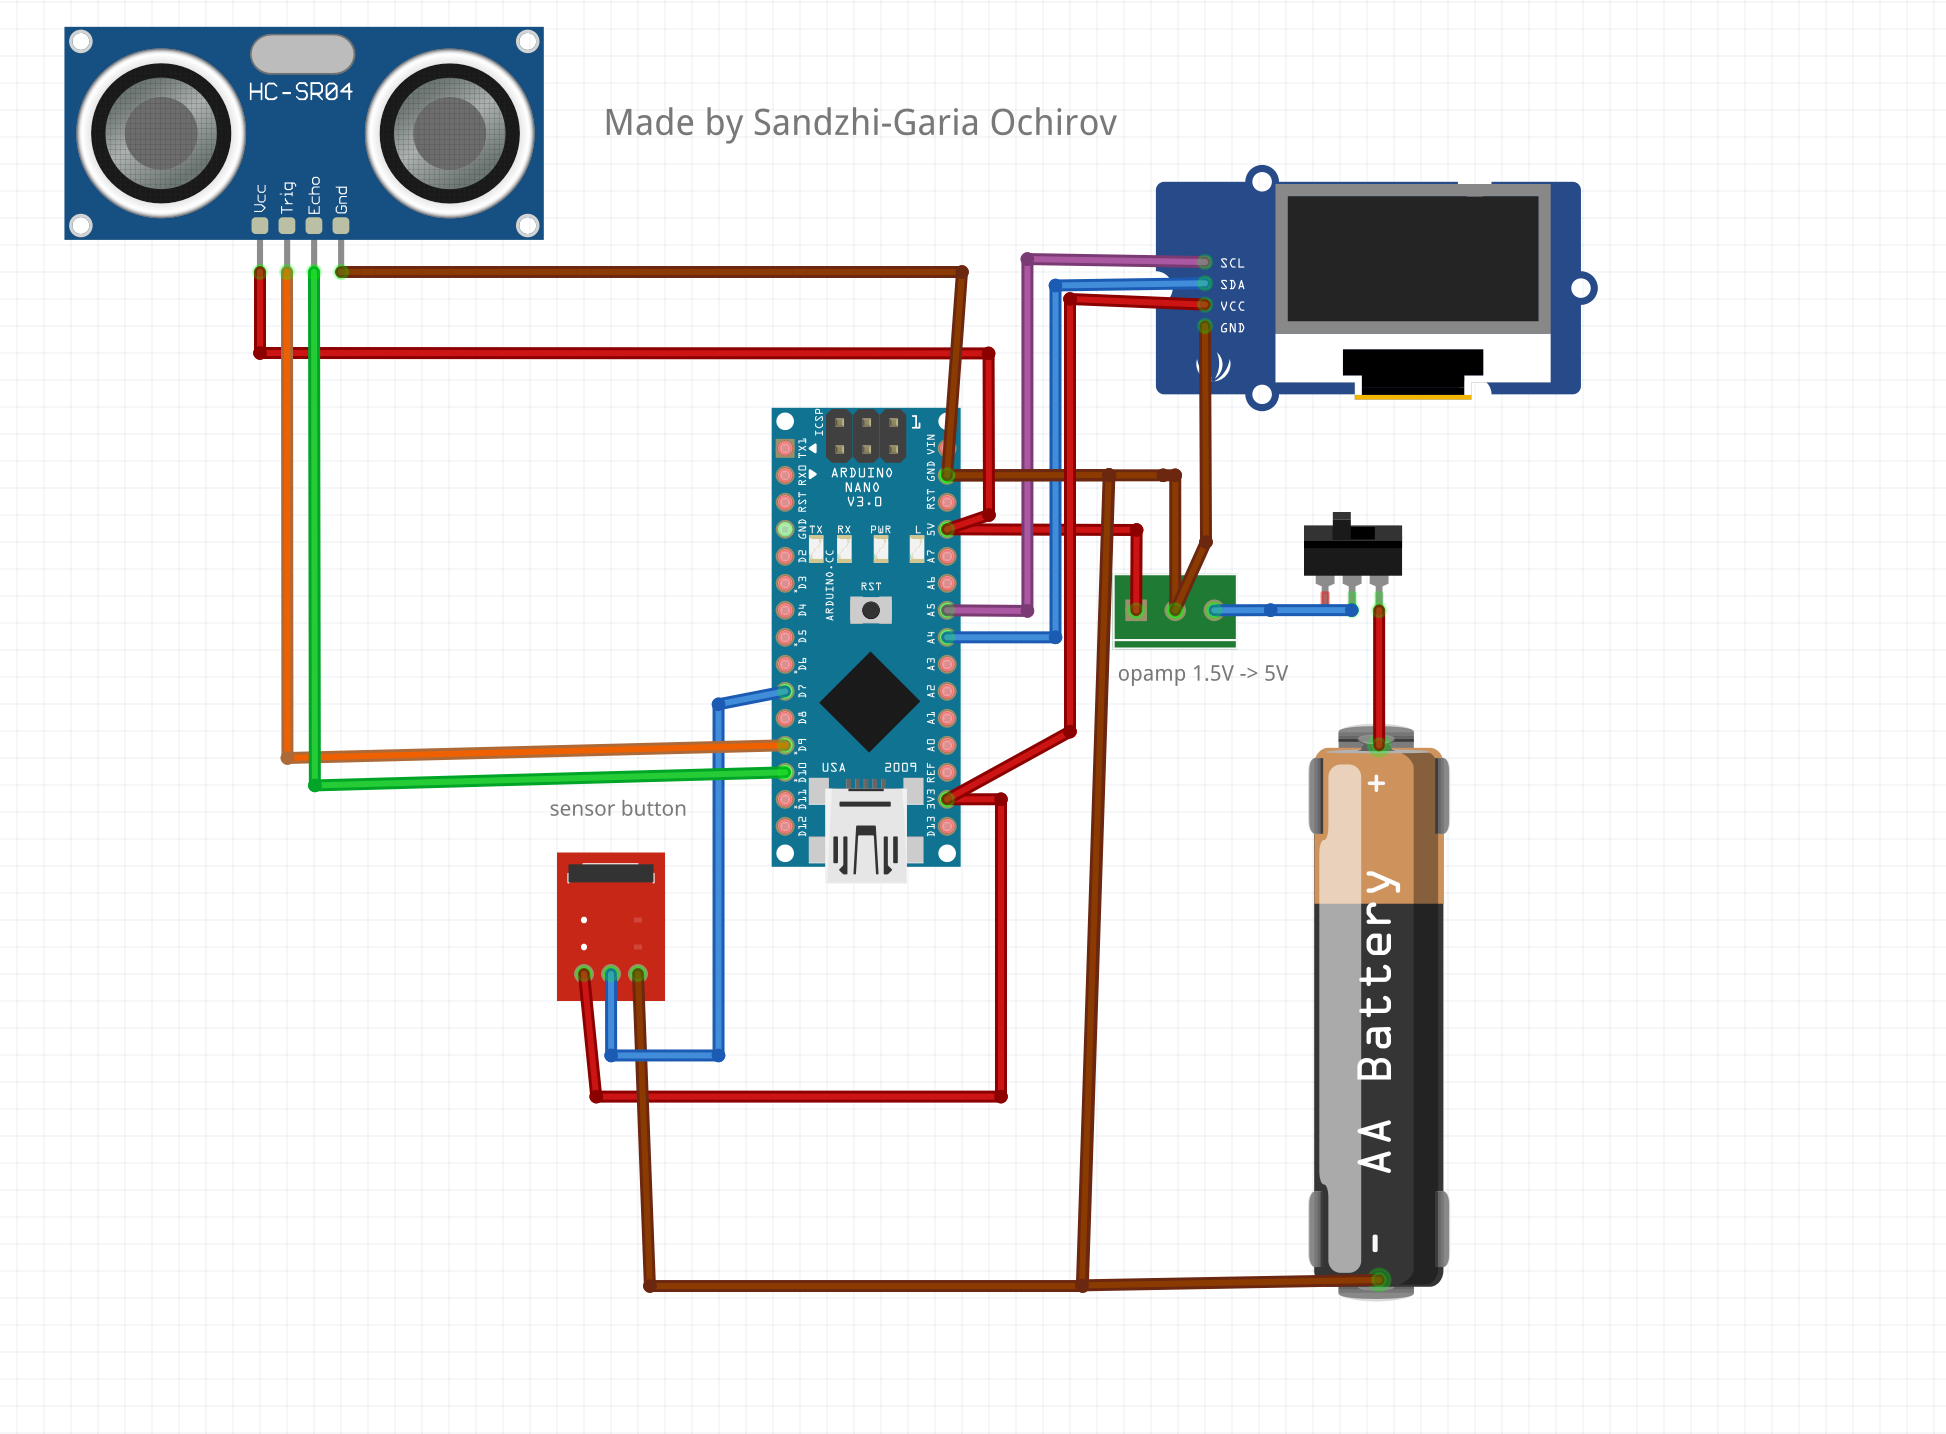 HC-SR04
Vcc
Trig
Echo
Gnd
Made by Sandzhi-Garia Ochirov
SCL
SDA
VCC
GND
ICSP
1
ARDUINO
NANO
V3.0
TX1
RX0
RST
GND
D2
D3
D4
D5
D6
D7
D8
D9
D10
D11
D12
VIN
GND
RST
5V
A7
A6
A5
A4
A3
A2
A1
A0
REF
3V3
D13
TX
RX
PWR
L
ARDUINO.CC
RST
USA
2009
opamp 1.5V -> 5V
sensor button
+
AA Battery
-